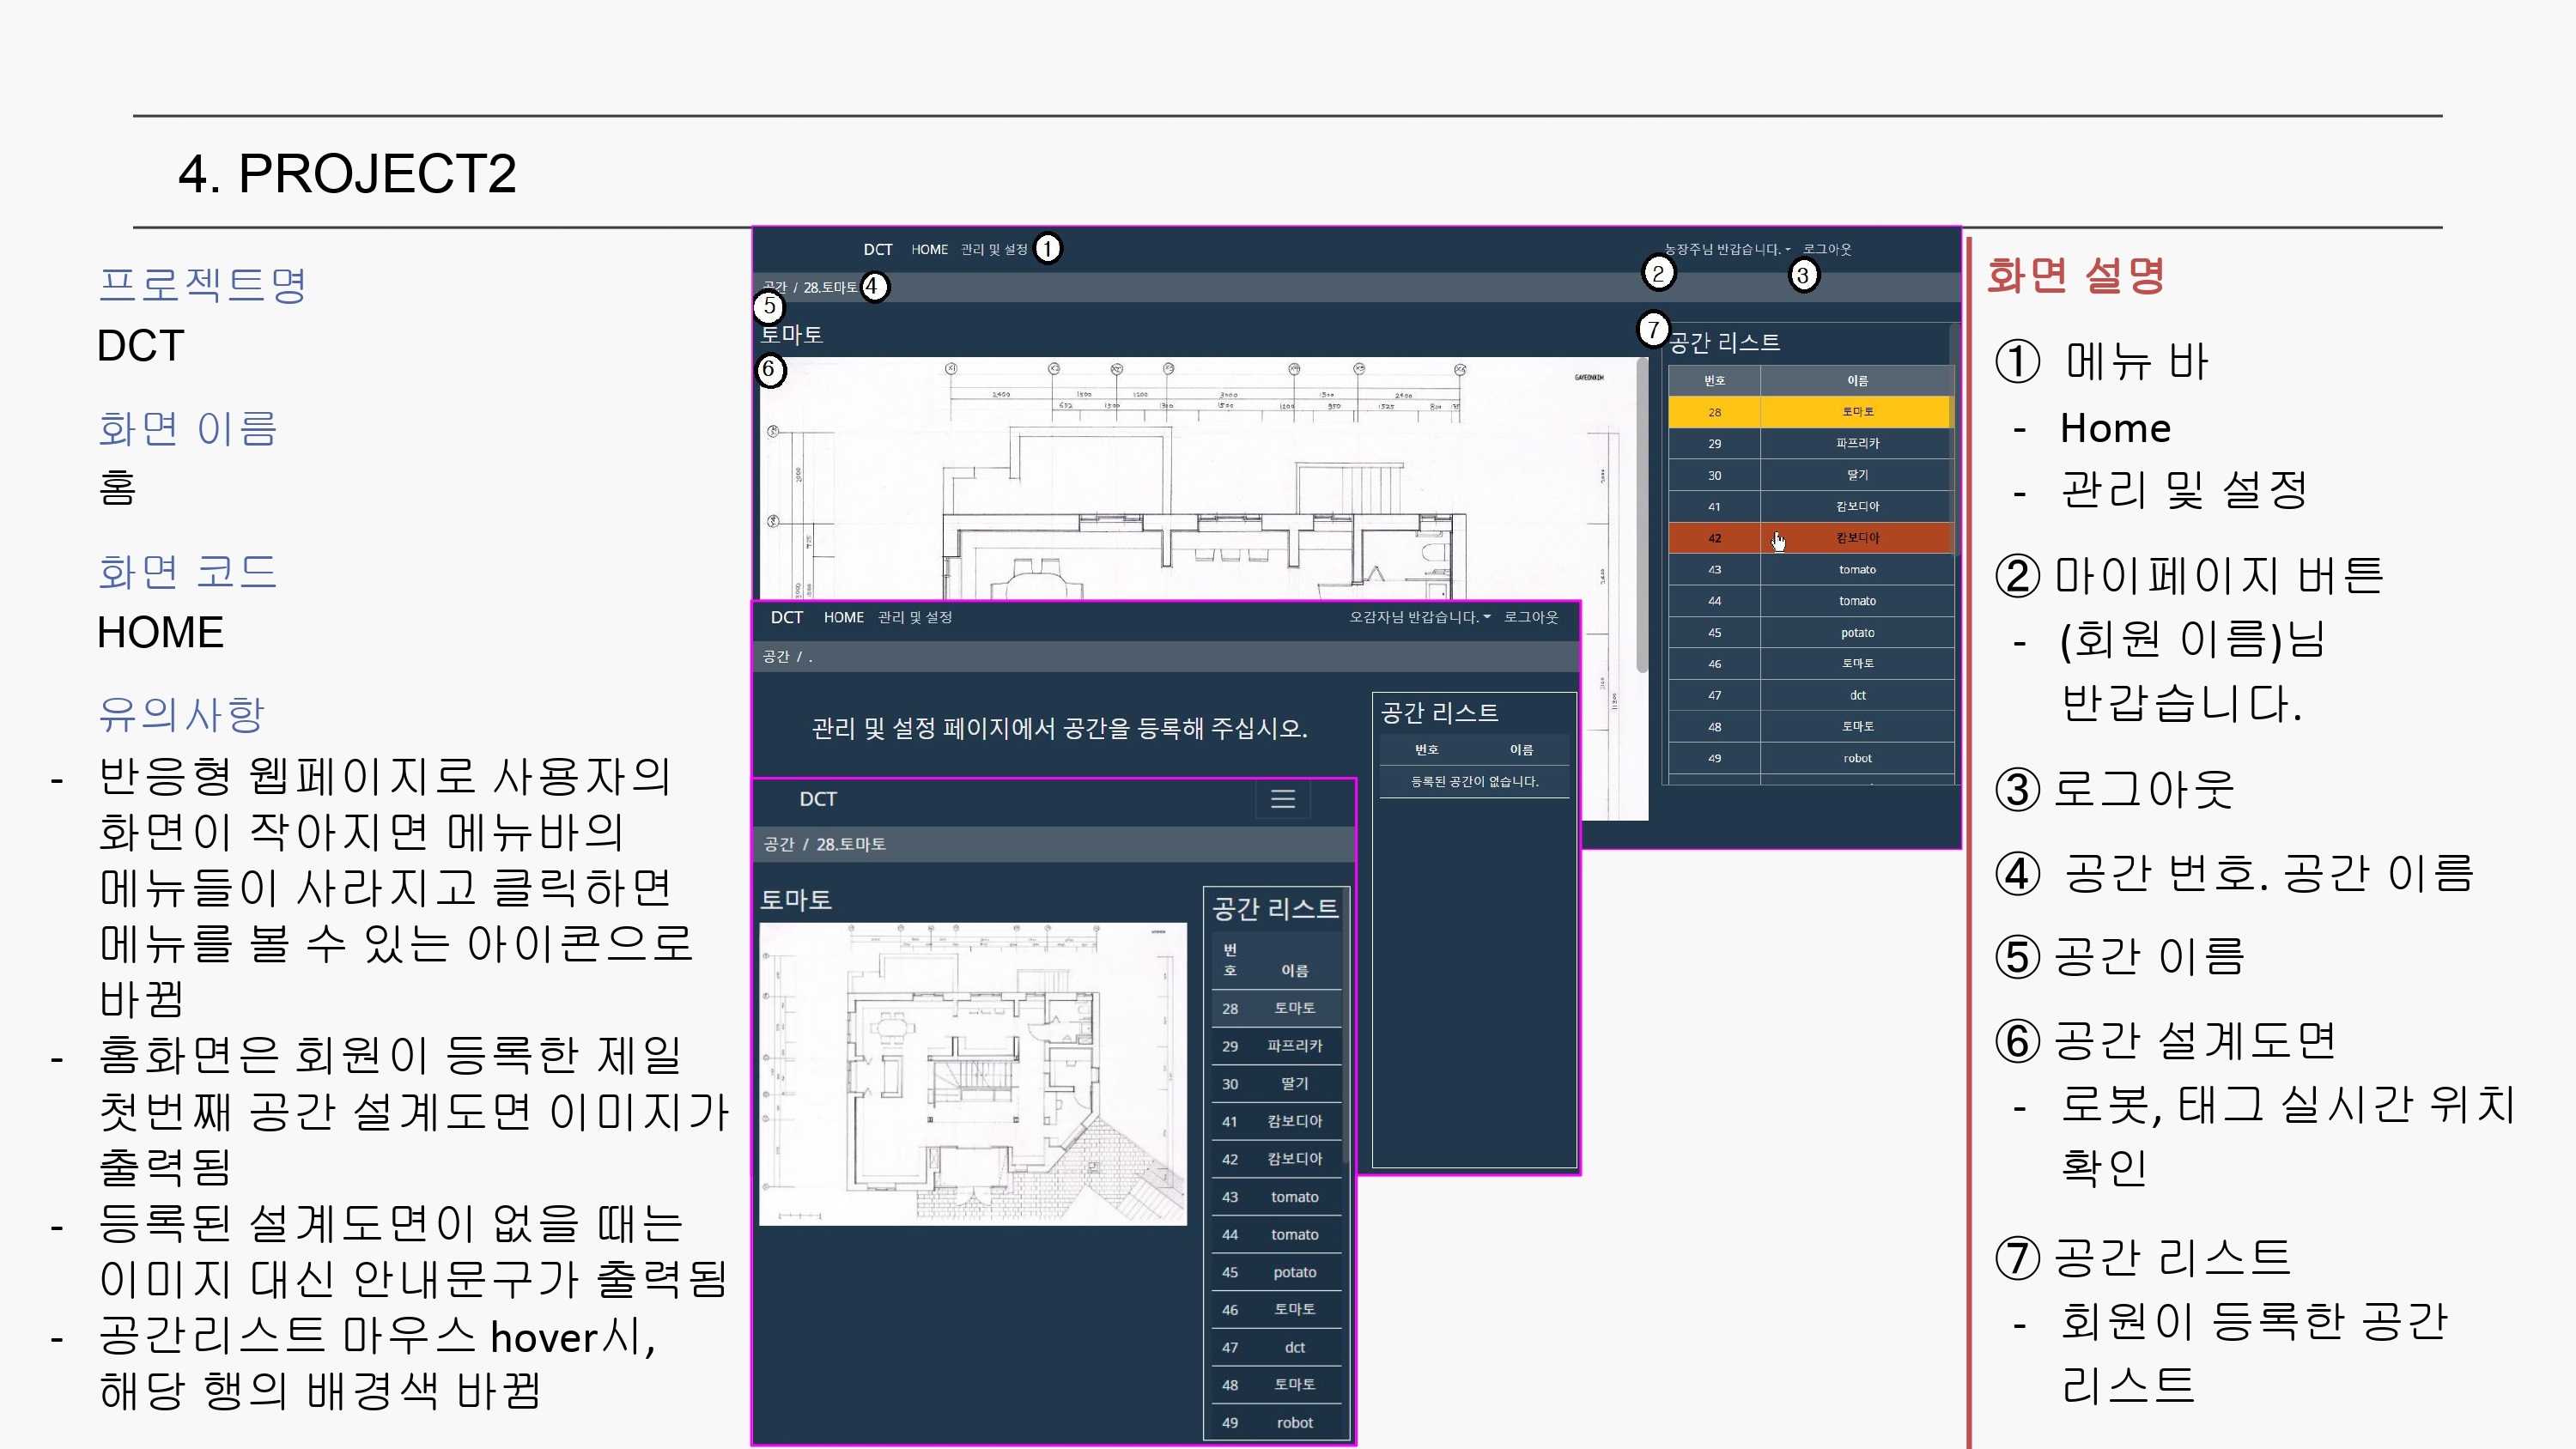 4. PROJECT2
프로젝트명
DCT
화면 이름
홈
화면 코드
HOME
유의사항
- 반응형 웹페이지로 사용자의
화면이 작아지면 메뉴바의
메뉴들이 사라지고 클릭하면
메뉴를 볼 수 있는 아이콘으로
바뀜
- 홈화면은 회원이 등록한 제일
첫번째 공간 설계도면 이미지가
출력됨
- 등록된 설계도면이 없을 때는
이미지 대신 안내문구가 출력됨
- 공간리스트 마우스 hover시,
해당 행의 배경색 바뀜
DCT HOME 관리 및 설정 ①
농장주님 반갑습니다. 로그아웃
② ③
공간 / 28.토마토 ④
⑤
토마토
⑥
⑦
공간 리스트
번호 이름
28 토마토
29 파프리카
30 딸기
41 캄보디아
42 캄보디아
43 tomato
44 tomato
45 potato
46 토마토
47 dct
48 토마토
49 robot
GAYEONKIM
DCT HOME 관리 및 설정 오감자님 반갑습니다. 로그아웃
공간 / .
관리 및 설정 페이지에서 공간을 등록해 주십시오.
공간 리스트
번호 이름
등록된 공간이 없습니다.
DCT
공간 / 28.토마토
토마토
공간 리스트
번
호 이름
28 토마토
29 파프리카
30 딸기
41 캄보디아
42 캄보디아
43 tomato
44 tomato
45 potato
46 토마토
47 dct
48 토마토
49 robot
화면 설명
① 메뉴 바
- Home
- 관리 및 설정
② 마이페이지 버튼
- (회원 이름)님
반갑습니다.
③ 로그아웃
④ 공간 번호. 공간 이름
⑤ 공간 이름
⑥ 공간 설계도면
- 로봇, 태그 실시간 위치
확인
⑦ 공간 리스트
- 회원이 등록한 공간
리스트